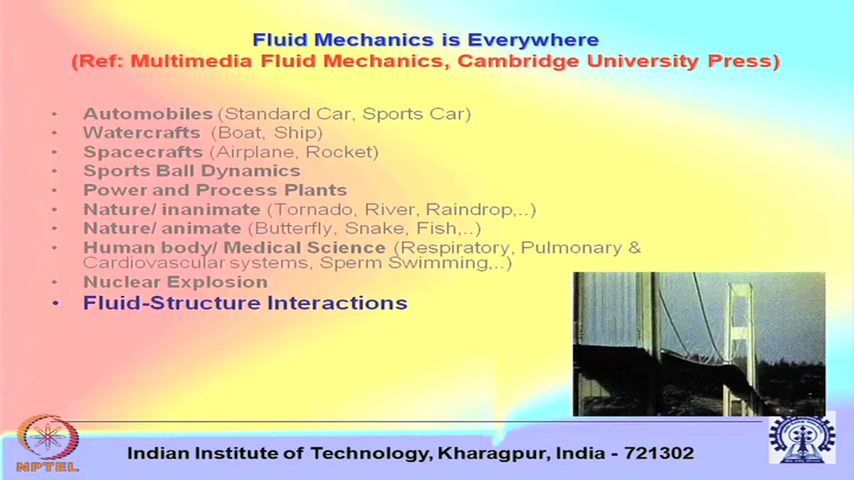 Fluid Mechanics is Everywhere
(Ref: Multimedia Fluid Mechanics, Cambridge University Press)
• Automobiles (Standard Car, Sports Car)
• Watercrafts (Boat, Ship)
• Spacecrafts (Airplane, Rocket)
• Sports Ball Dynamics
• Power and Process Plants
• Nature/ inanimate (Tornado, River, Raindrop,..)
• Nature/ animate (Butterfly, Snake, Fish,..)
• Human body/ Medical Science (Respiratory, Pulmonary &
Cardiovascular systems, Sperm Swimming,..)
• Nuclear Explosion
• Fluid-Structure Interactions
NPTEL
Indian Institute of Technology, Kharagpur, India - 721302